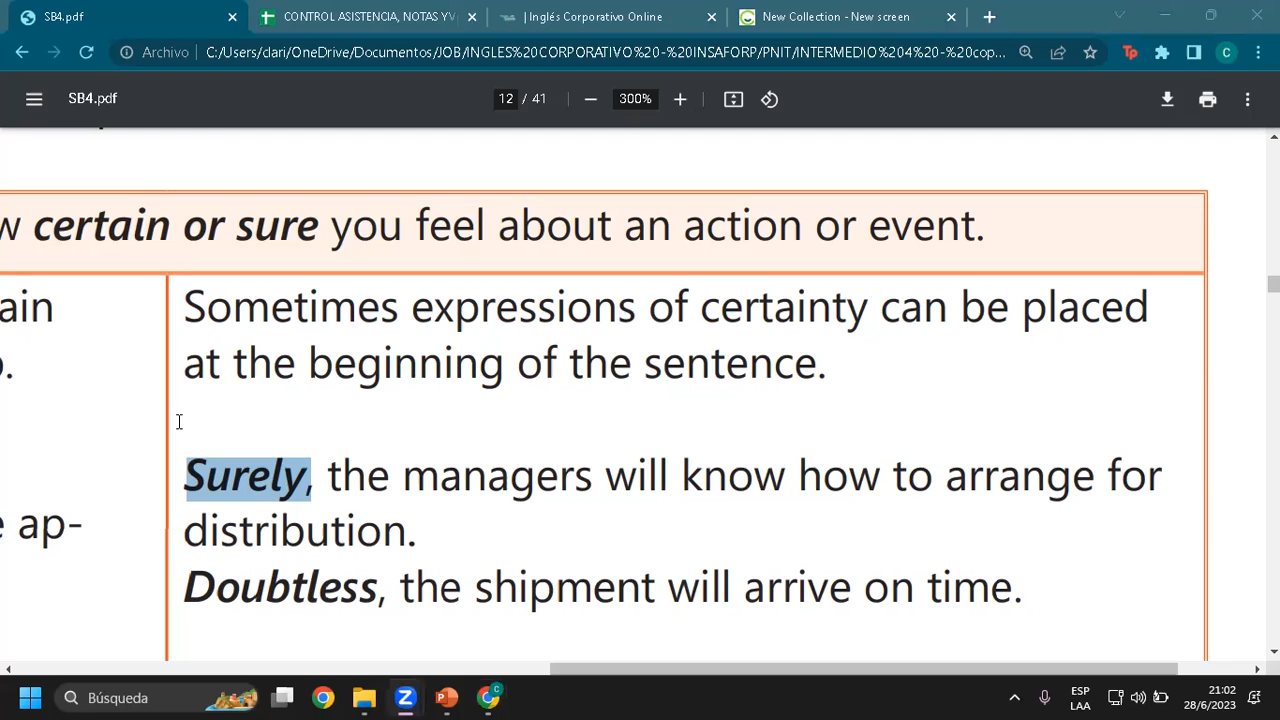 SB4.pdf
CONTROL ASISTENCIA, NOTAS Y V
| Inglés Corporativo Online
New Collection - New screen
Archivo
C:/Users/clari/OneDrive/Documentos/JOB/INGLES%20CORPORATIVO%20-%20INSAFORP/PNIT/INTERMEDIO%204%20-%20cop...
C
SB4.pdf
12 / 41
300%
w certain or sure you feel about an action or event.
ain
Sometimes expressions of certainty can be placed
at the beginning of the sentence.
o.
Surely, the managers will know how to arrange for
e ap-
distribution.
Doubtless, the shipment will arrive on time.
Búsqueda
ESP
LAA
21:02
28/6/2023